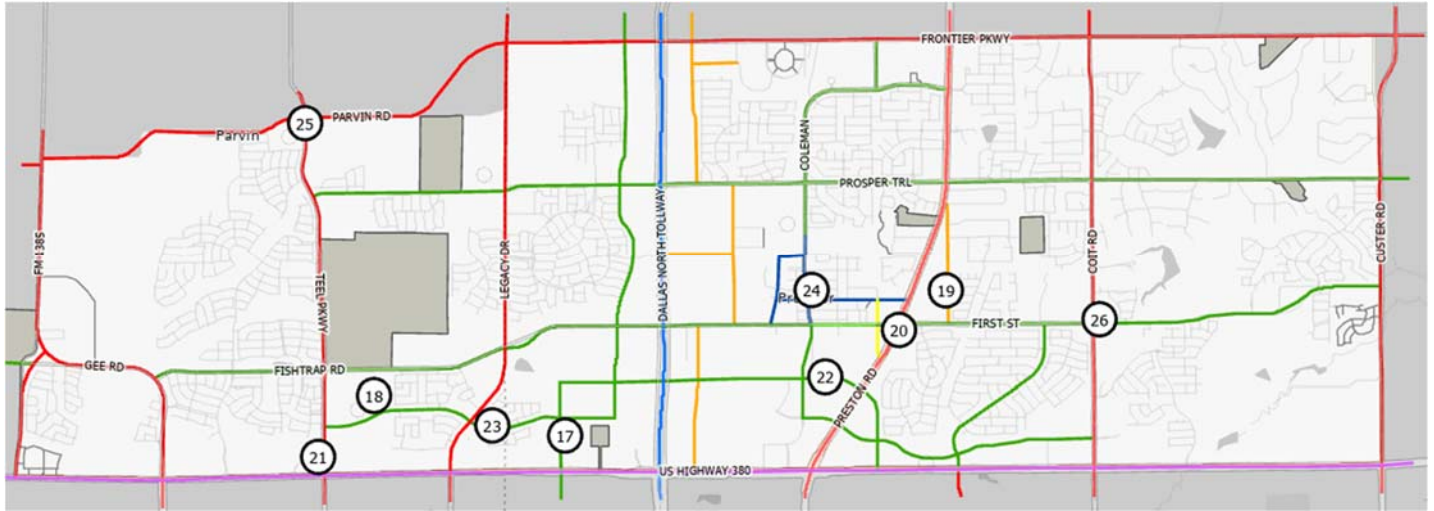 FRONTIER PKWY
25
PARVIN RD
Parvin
COLEMAN
PROSPER TRL
DALLAS NORTH TOLLWAY
FM 1385
TEEL PKWY
LEGACY DR
COIT RD
CUSTER RD
24
19
20
FIRST ST
26
GEE RD
FISHTRAP RD
18
22
PRESTON RD
23
17
21
US HIGHWAY 380